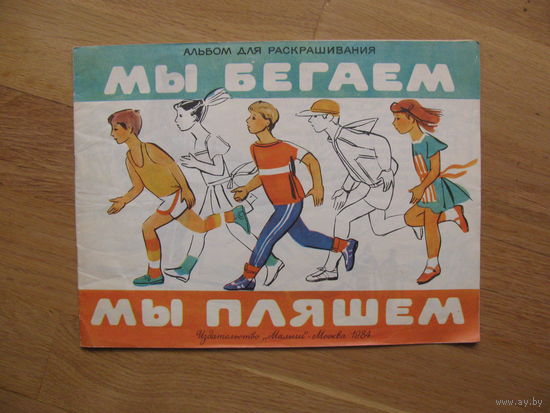 АЛЬБОМ ДЛЯ РАСКРАШИВАНИЯ
МЫ БЕГАЕМ
МЫ ПЛЯШЕМ
Издательство „Малыш“ - Москва 1984
www.ay.by